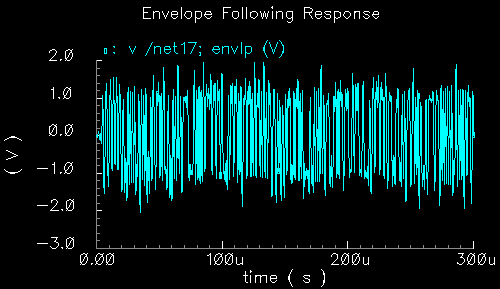 Envelope Following Response
▯: v /net17; envlp (V)
2.0
1.0
0.0
-1.0
-2.0
-3.0
( V )
0.00 100u 200u 300u
time ( s )